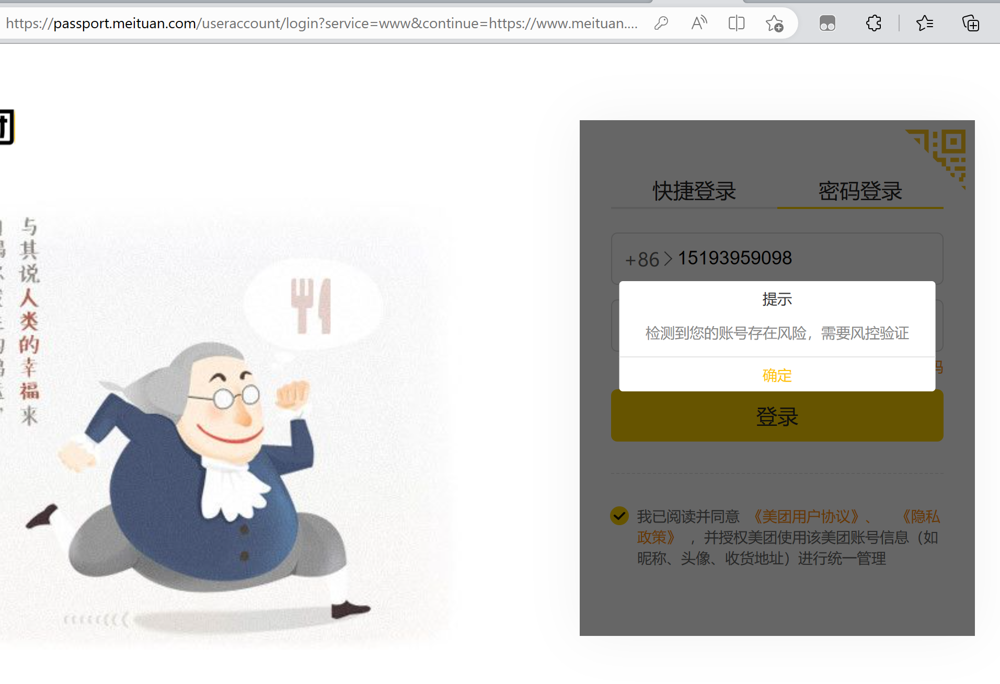 https://passport.meituan.com/useraccount/login?service=www&continue=https://www.meituan....
团
与其说人类的幸福来
快捷登录
密码登录
+86
15193959098
提示
检测到您的账号存在风险，需要风控验证
确定
码
登录
我已阅读并同意 《美团用户协议》、 《隐私
政策》 ，并授权美团使用该美团账号信息（如
昵称、头像、收货地址）进行统一管理